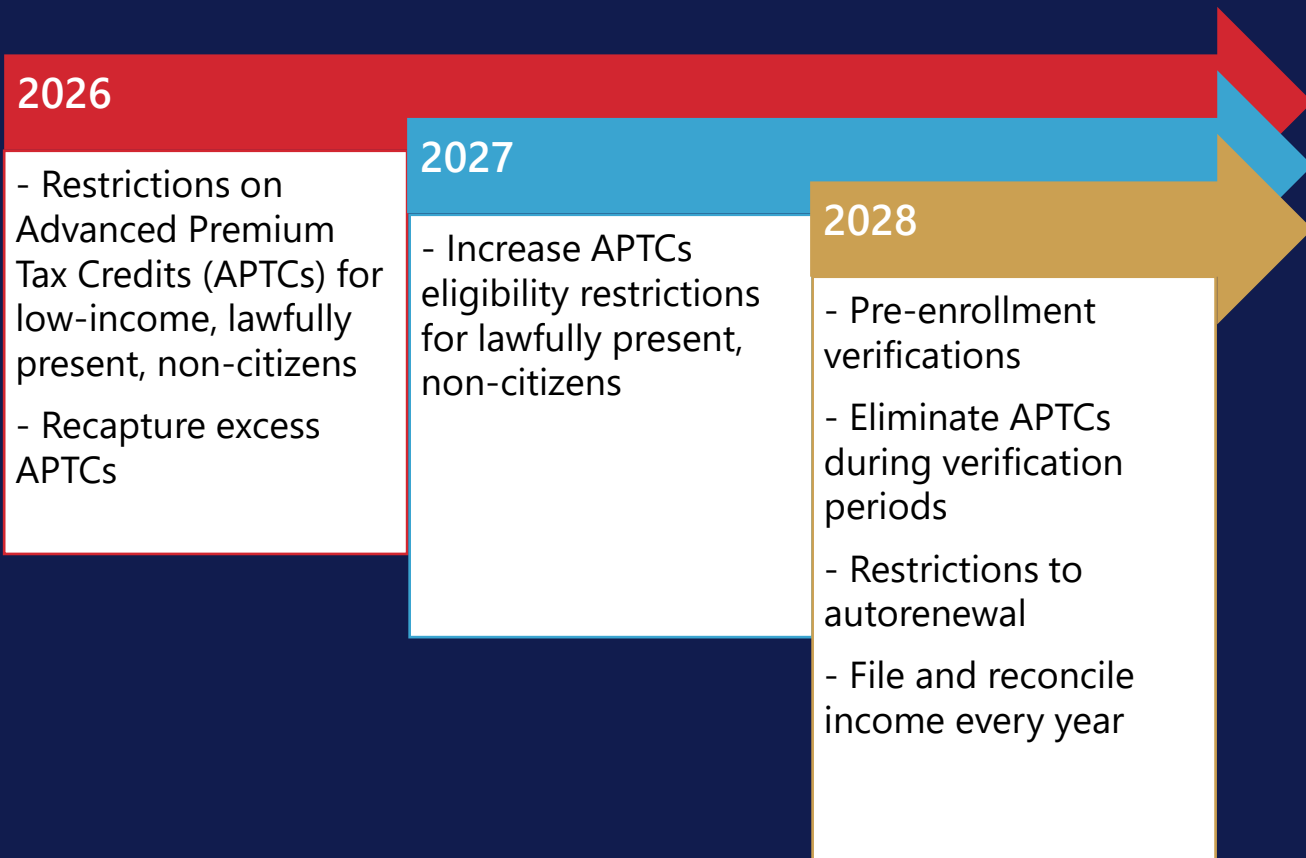 2026
- Restrictions on
Advanced Premium
Tax Credits (APTCs) for
low-income, lawfully
present, non-citizens
- Recapture excess
APTCs
2027
- Increase APTCs
eligibility restrictions
for lawfully present,
non-citizens
2028
- Pre-enrollment
verifications
- Eliminate APTCs
during verification
periods
- Restrictions to
autorenewal
- File and reconcile
income every year